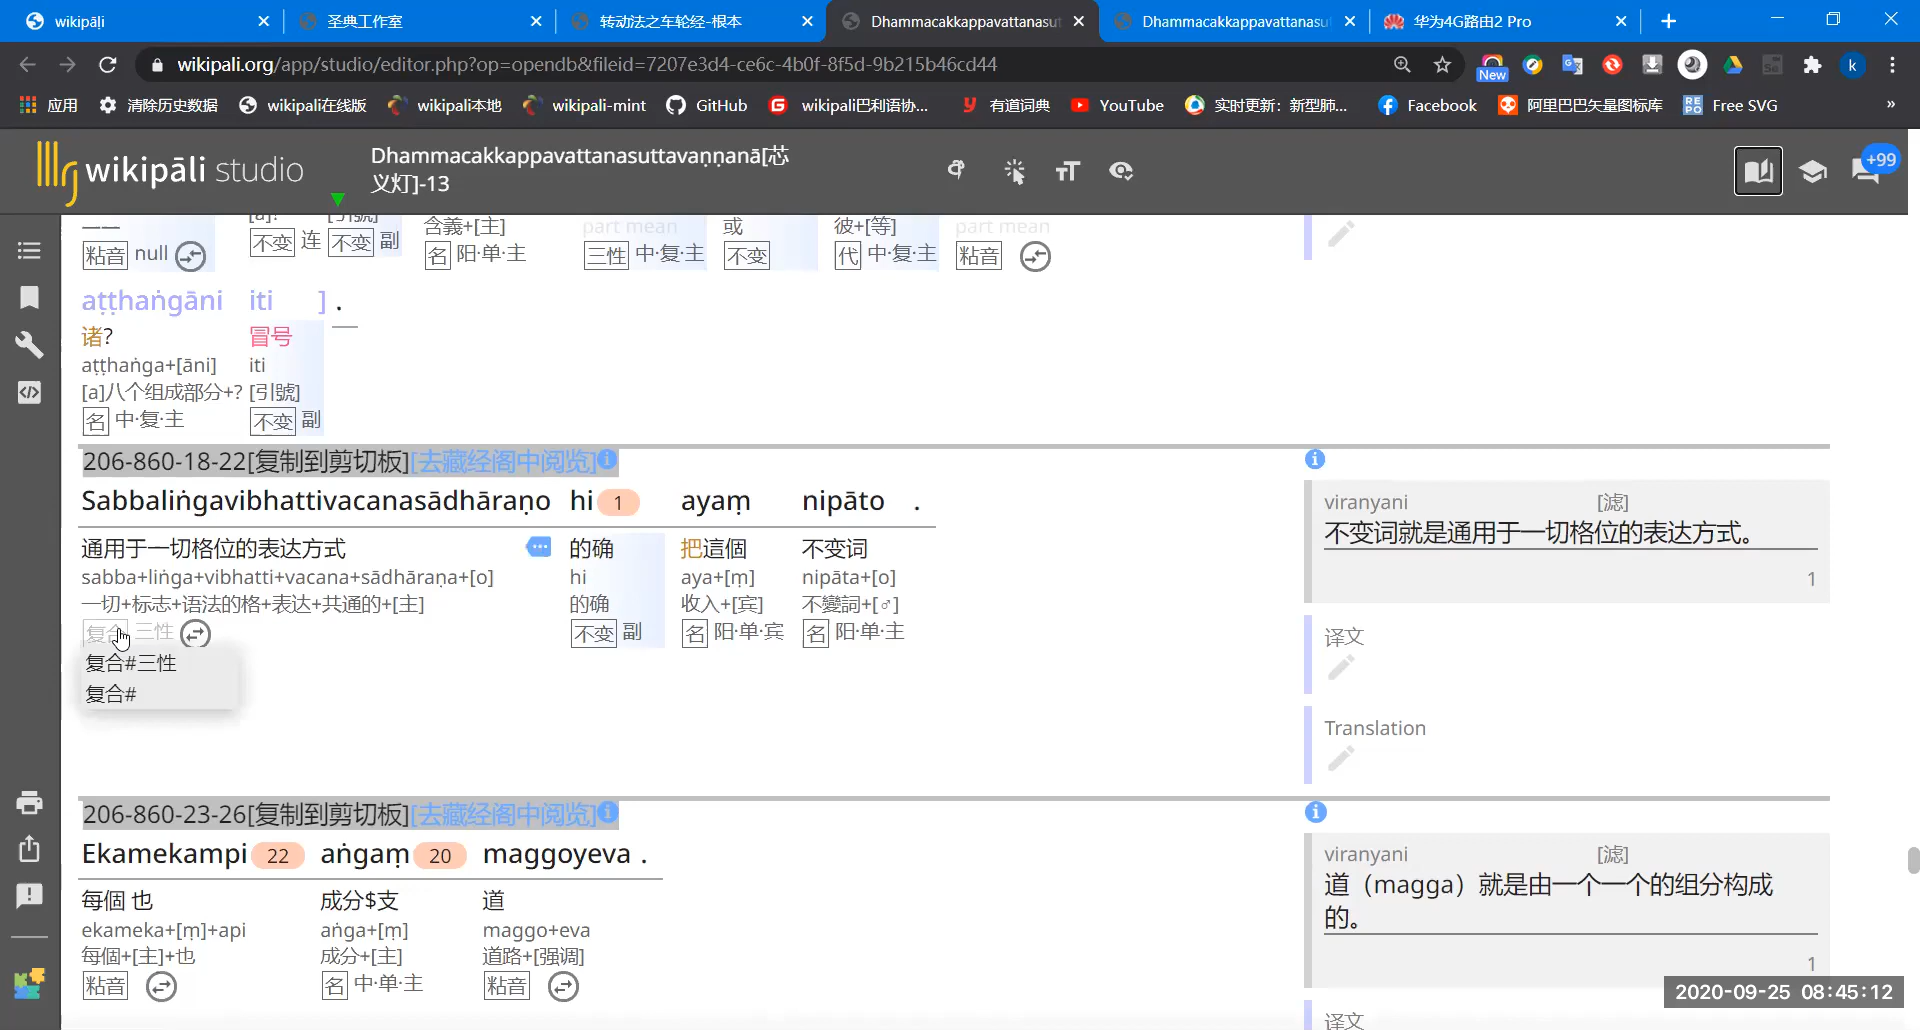 wikipāḷi
圣典工作室
转动法之车轮经-根本
Dhammacakkappavattanasut
Dhammacakkappavattanasut
华为4G路由2 Pro
wikipali.org/app/studio/editor.php?op=opendb&fileid=7207e3d4-ce6c-4b0f-8f5d-9b215b46cd44
New
k
应用
清除历史数据
wikipali在线版
wikipali本地
wikipali-mint
GitHub
wikipali巴利语协...
有道词典
YouTube
实时更新：新型肺...
Facebook
阿里巴巴矢量图标库
REPO
Free SVG
»
wikipāli studio
Dhammacakkappavattanasuttavaṇṇanā[芯
义灯]-13
+99
[a]? [引號] 含義+[主] part mean 或 彼+[等] part mean
粘音 null 不变 连 不变 副 名 阳·单·主 三性 中·复·主 不变 代 中·复·主 粘音
aṭṭhaṅgāni iti ] .
诸? 冒号
aṭṭhaṅga+[āni] iti
[a]八个组成部分+? [引號]
名 中·复·主 不变 副
206-860-18-22[复制到剪切板][去藏经阁中阅览]
Sabbaliṅgavibhattivacanasādhāraṇo hi 1 ayaṃ nipāto .
通用于一切格位的表达方式 的确 把這個 不变词
sabba+liṅga+vibhatti+vacana+sādhāraṇa+[o] hi aya+[ṃ] nipāta+[o]
一切+标志+语法的格+表达+共通的+[主] 的确 收入+[宾] 不變詞+[♂]
复合 三性 不变 副 名 阳·单·宾 名 阳·单·主
复合#三性
复合#
viranyani [滤]
不变词就是通用于一切格位的表达方式。
1
译文
Translation
206-860-23-26[复制到剪切板][去藏经阁中阅览]
Ekamekampi 22 aṅgaṃ 20 maggoyeva .
每個 也 成分$支 道
ekameka+[ṃ]+api aṅga+[ṃ] maggo+eva
每個+[主]+也 成分+[主] 道路+[强调]
粘音 名 中·单·主 粘音
viranyani [滤]
道（magga）就是由一个一个的组分构成
的。
1
译文
2020-09-25 08:45:12